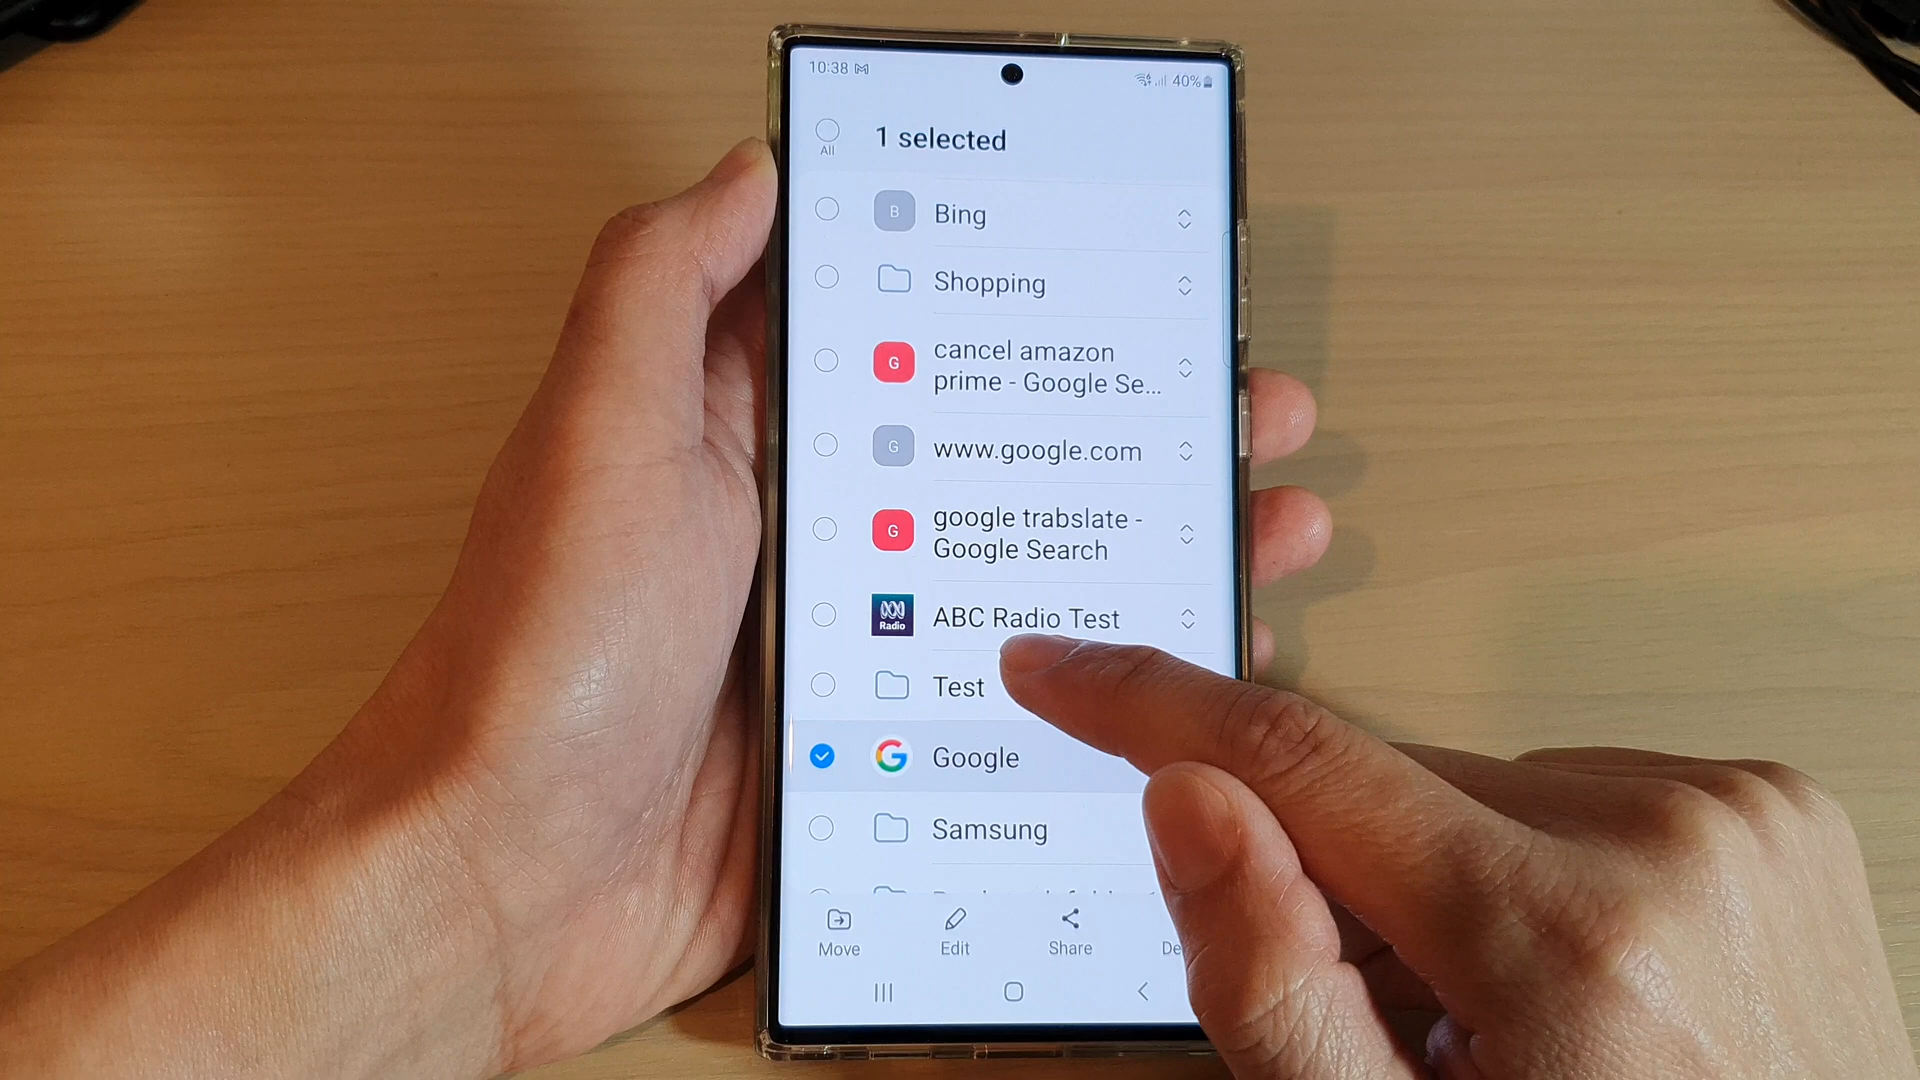 10:38
40%
All
1 selected
B
Bing
Shopping
G
cancel amazon
prime - Google Se...
G
www.google.com
G
google trabslate -
Google Search
Radio
ABC Radio Test
Test
G
Google
Samsung
Move
Edit
Share
De